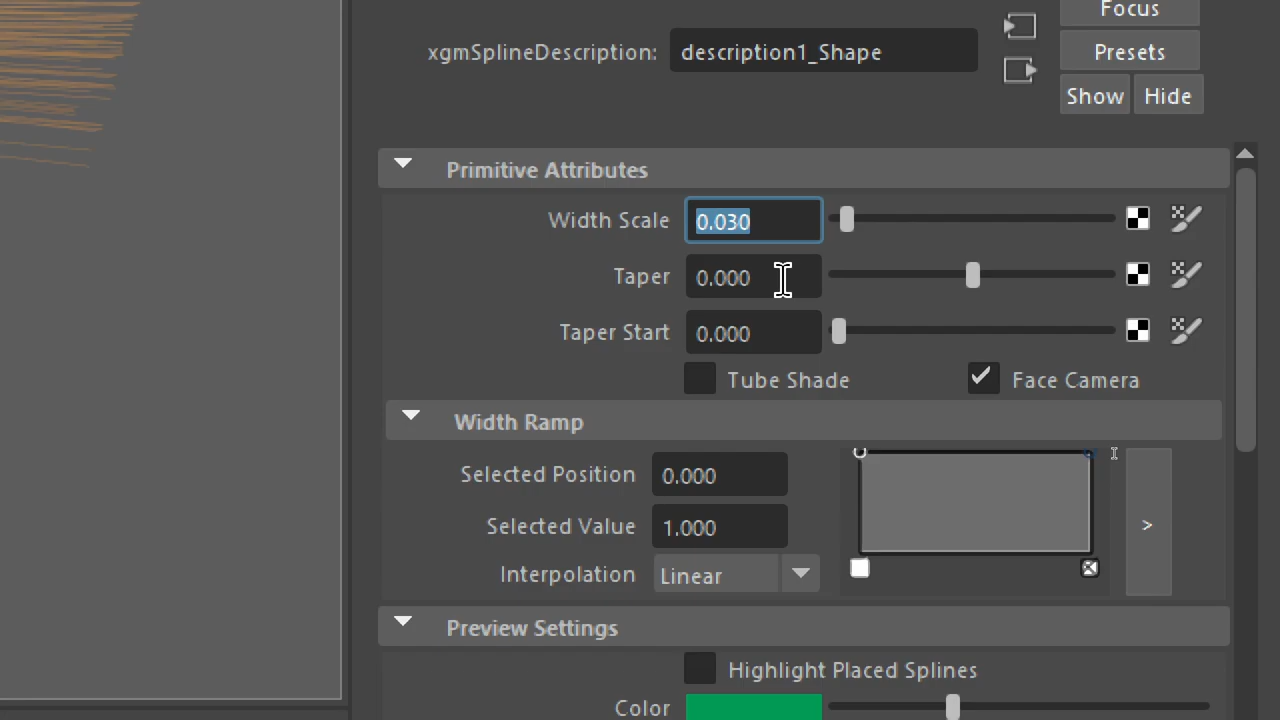 Focus
xgmSplineDescription: description1_Shape
Presets
Show Hide
Primitive Attributes
Width Scale 0.030
Taper 0.000
Taper Start 0.000
Tube Shade Face Camera
Width Ramp
Selected Position 0.000
Selected Value 1.000
Interpolation Linear
>
Preview Settings
Highlight Placed Splines
Color